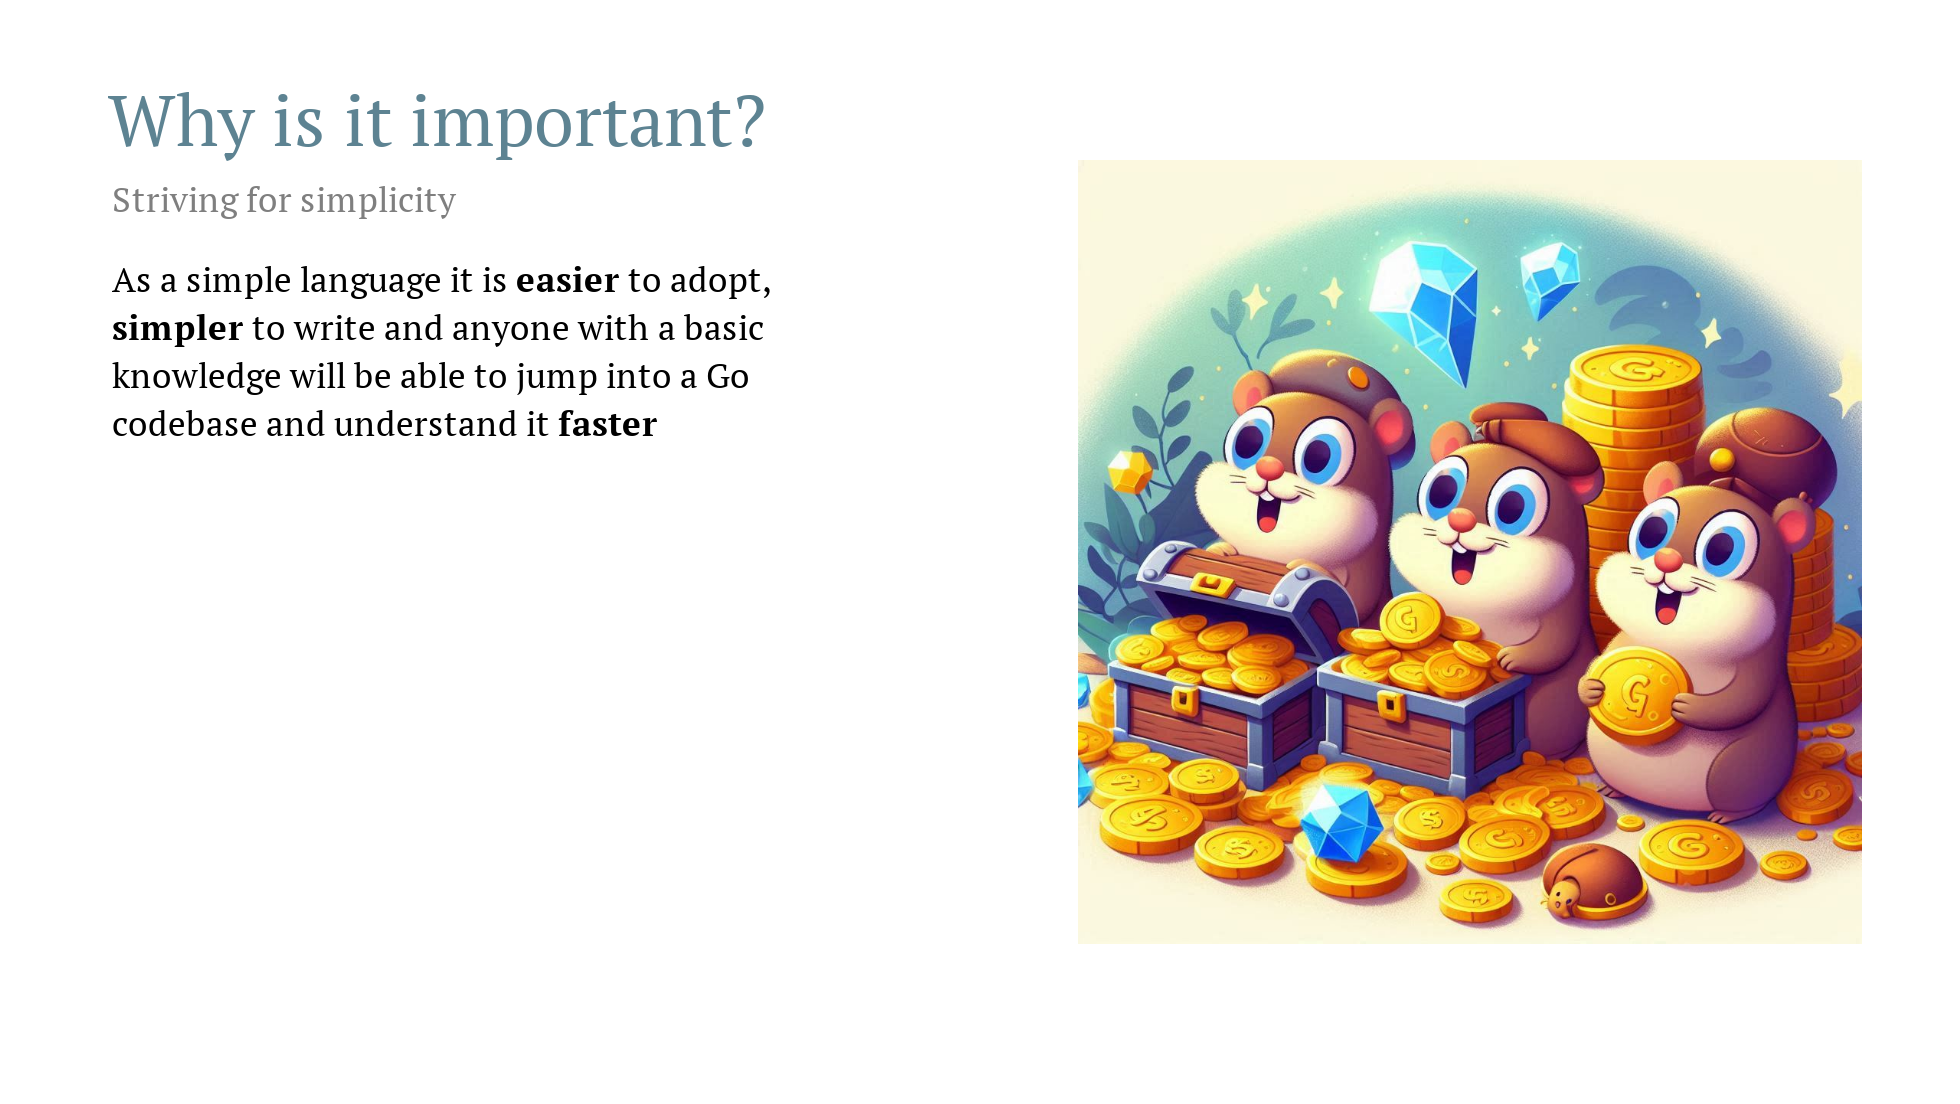 Why is it important?
Striving for simplicity
As a simple language it is easier to adopt,
simpler to write and anyone with a basic
knowledge will be able to jump into a Go
codebase and understand it faster
G
G
G
G